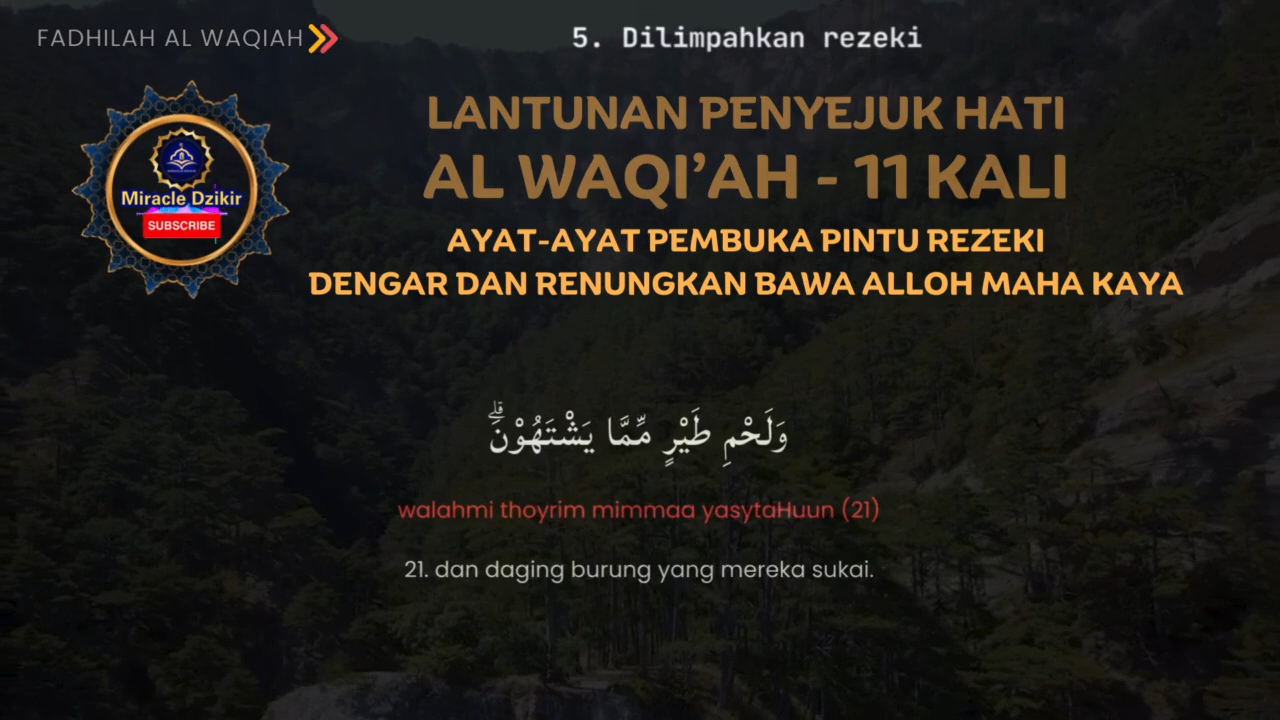 FADHILAH AL WAQIAH
5. Dilimpahkan rezeki
LANTUNAN PENYEJUK HATI
AL WAQI’AH - 11 KALI
AYAT-AYAT PEMBUKA PINTU REZEKI
DENGAR DAN RENUNGKAN BAWA ALLOH MAHA KAYA
Miracle Dzikir
SUBSCRIBE
وَلَحْمِ طَيْرٍ مِّمَّا يَشْتَهُوْنَۗ
walahmi thoyrim mimmaa yasytaHuun (21)
21. dan daging burung yang mereka sukai.